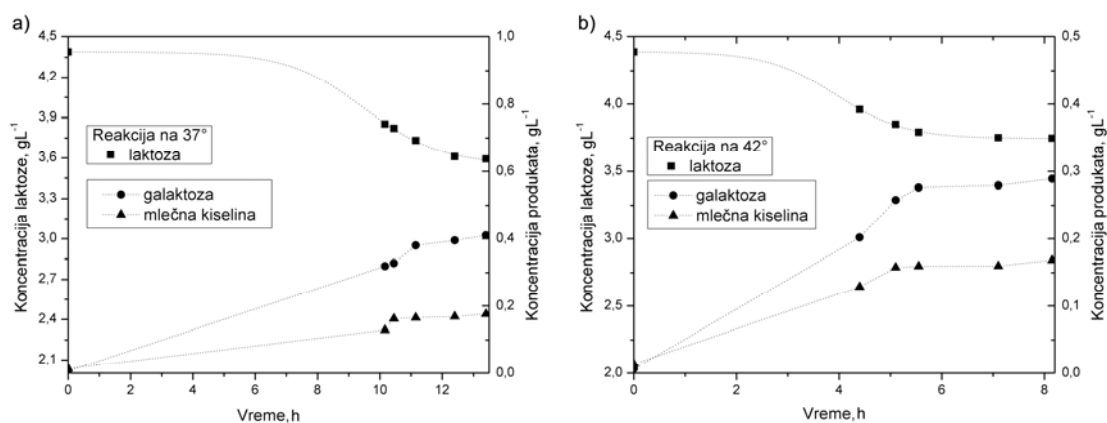 a)
4,5
4,2
3,9
3,6
3,3
3,0
2,7
2,4
2,1
Koncentracija laktoze, gL⁻¹
1,0
0,8
0,6
0,4
0,2
0,0
Koncentracija produkata, gL⁻¹
Reakcija na 37°
laktoza
galaktoza
mlečna kiselina
0 2 4 6 8 10 12
Vreme, h
b)
4,5
4,0
3,5
3,0
2,5
2,0
Koncentracija laktoze, gL⁻¹
0,5
0,4
0,3
0,2
0,1
0,0
Koncentracija produkata, gL⁻¹
Reakcija na 42°
laktoza
galaktoza
mlečna kiselina
0 2 4 6 8
Vreme, h